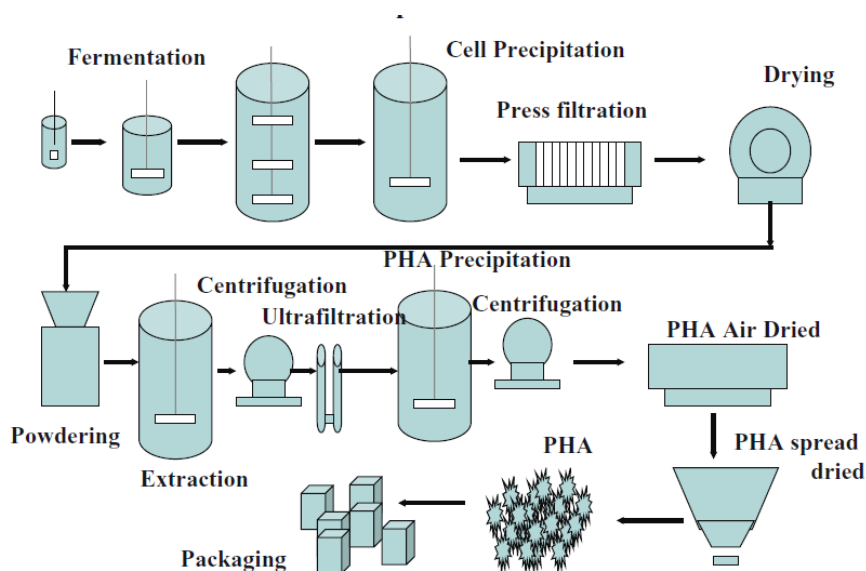 Fermentation
Cell Precipitation
Press filtration
Drying
PHA Precipitation
Centrifugation
Ultrafiltration
Centrifugation
PHA Air Dried
Powdering
Extraction
PHA
PHA spread
dried
Packaging